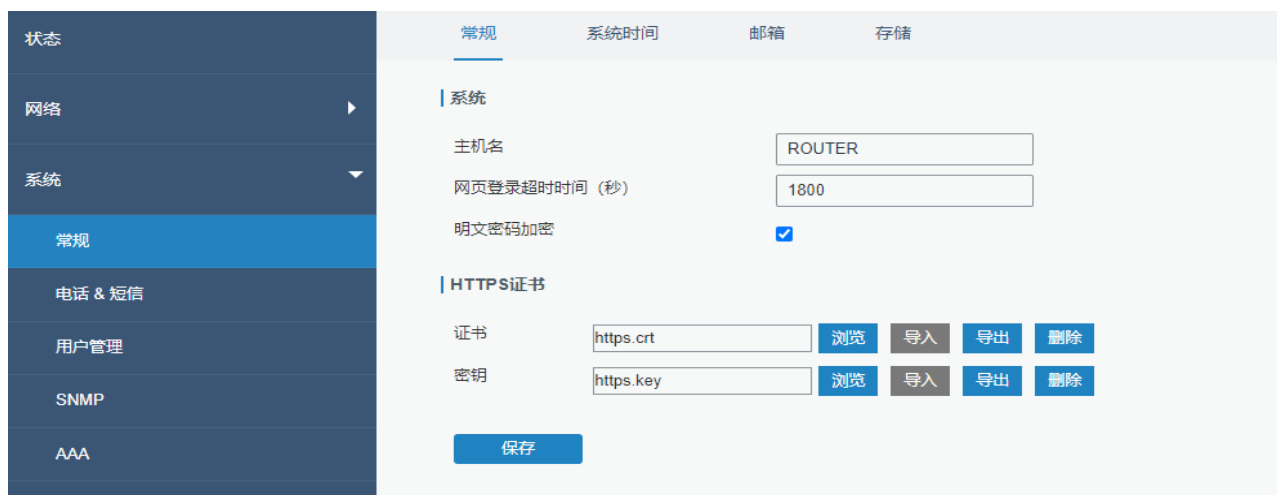 状态
网络
系统
常规
电话 & 短信
用户管理
SNMP
AAA
常规 系统时间 邮箱 存储
系统
主机名 ROUTER
网页登录超时时间（秒） 1800
明文密码加密
HTTPS证书
证书 https.crt 浏览 导入 导出 删除
密钥 https.key 浏览 导入 导出 删除
保存